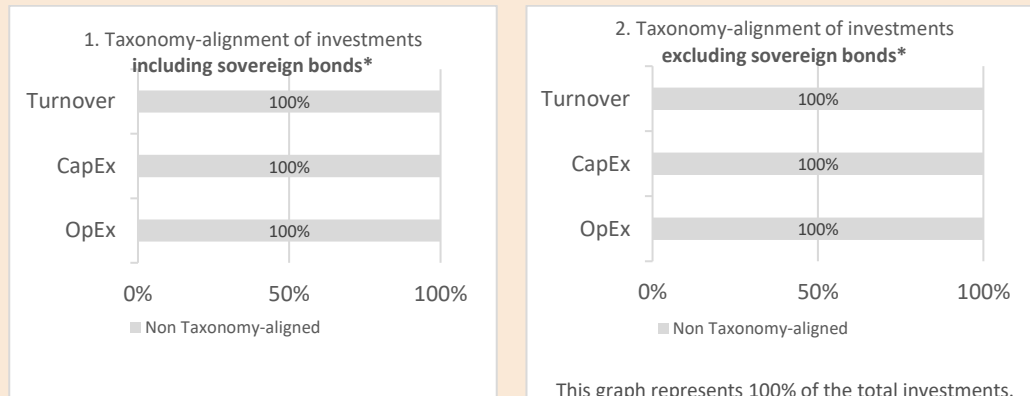 1. Taxonomy-alignment of investments
including sovereign bonds*
Turnover 100%
CapEx 100%
OpEx 100%
0% 50% 100%
Non Taxonomy-aligned
2. Taxonomy-alignment of investments
excluding sovereign bonds*
Turnover 100%
CapEx 100%
OpEx 100%
0% 50% 100%
Non Taxonomy-aligned
This graph represents 100% of the total investments.